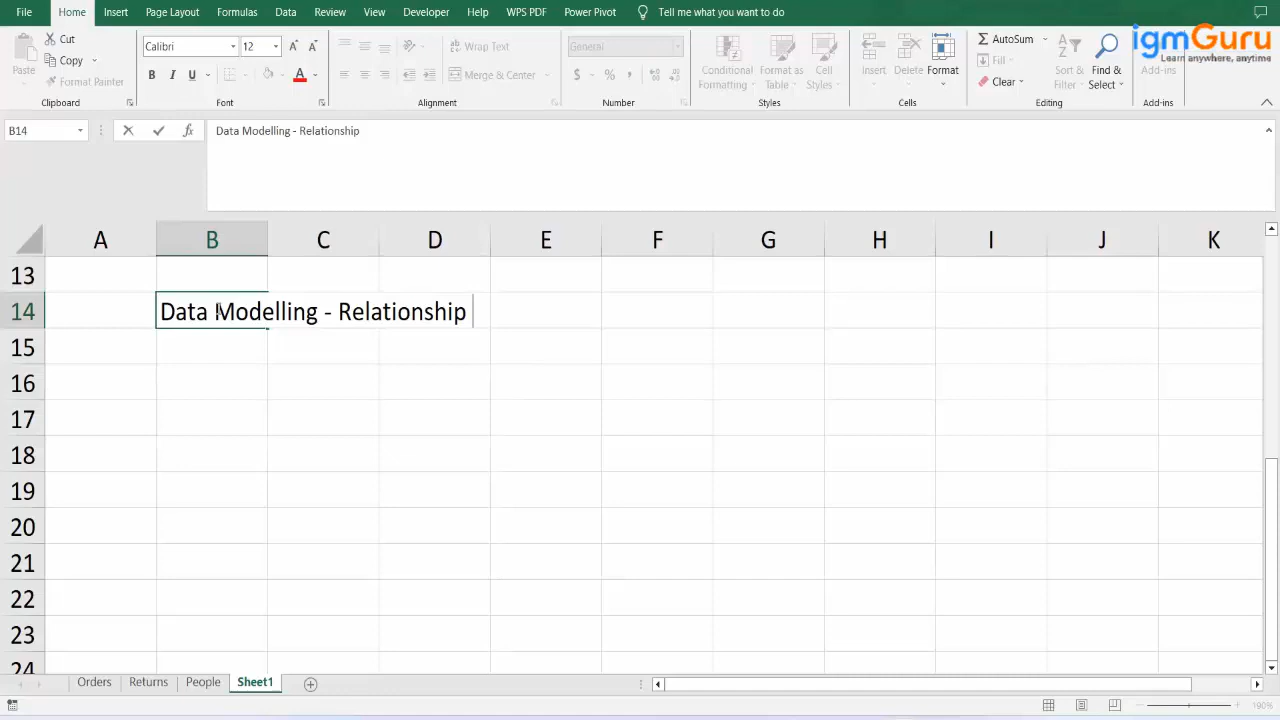 File Home Insert Page Layout Formulas Data Review View Developer Help WPS PDF Power Pivot Tell me what you want to do
igmGuru
Learn anywhere, anytime
Paste Cut Copy Format Painter
Clipboard
Calibri 12
B I U A
Font
Wrap Text
Merge & Center
Alignment
General
$ % ,
Number
Conditional Formatting Format as Table Cell Styles
Styles
Insert Delete Format
Cells
AutoSum Fill Clear Sort & Filter Find & Select
Editing
Add-ins
Add-ins
B14 fx Data Modelling - Relationship
A B C D E F G H I J K
13
14 Data Modelling - Relationship
15
16
17
18
19
20
21
22
23
24
Orders Returns People Sheet1
190%